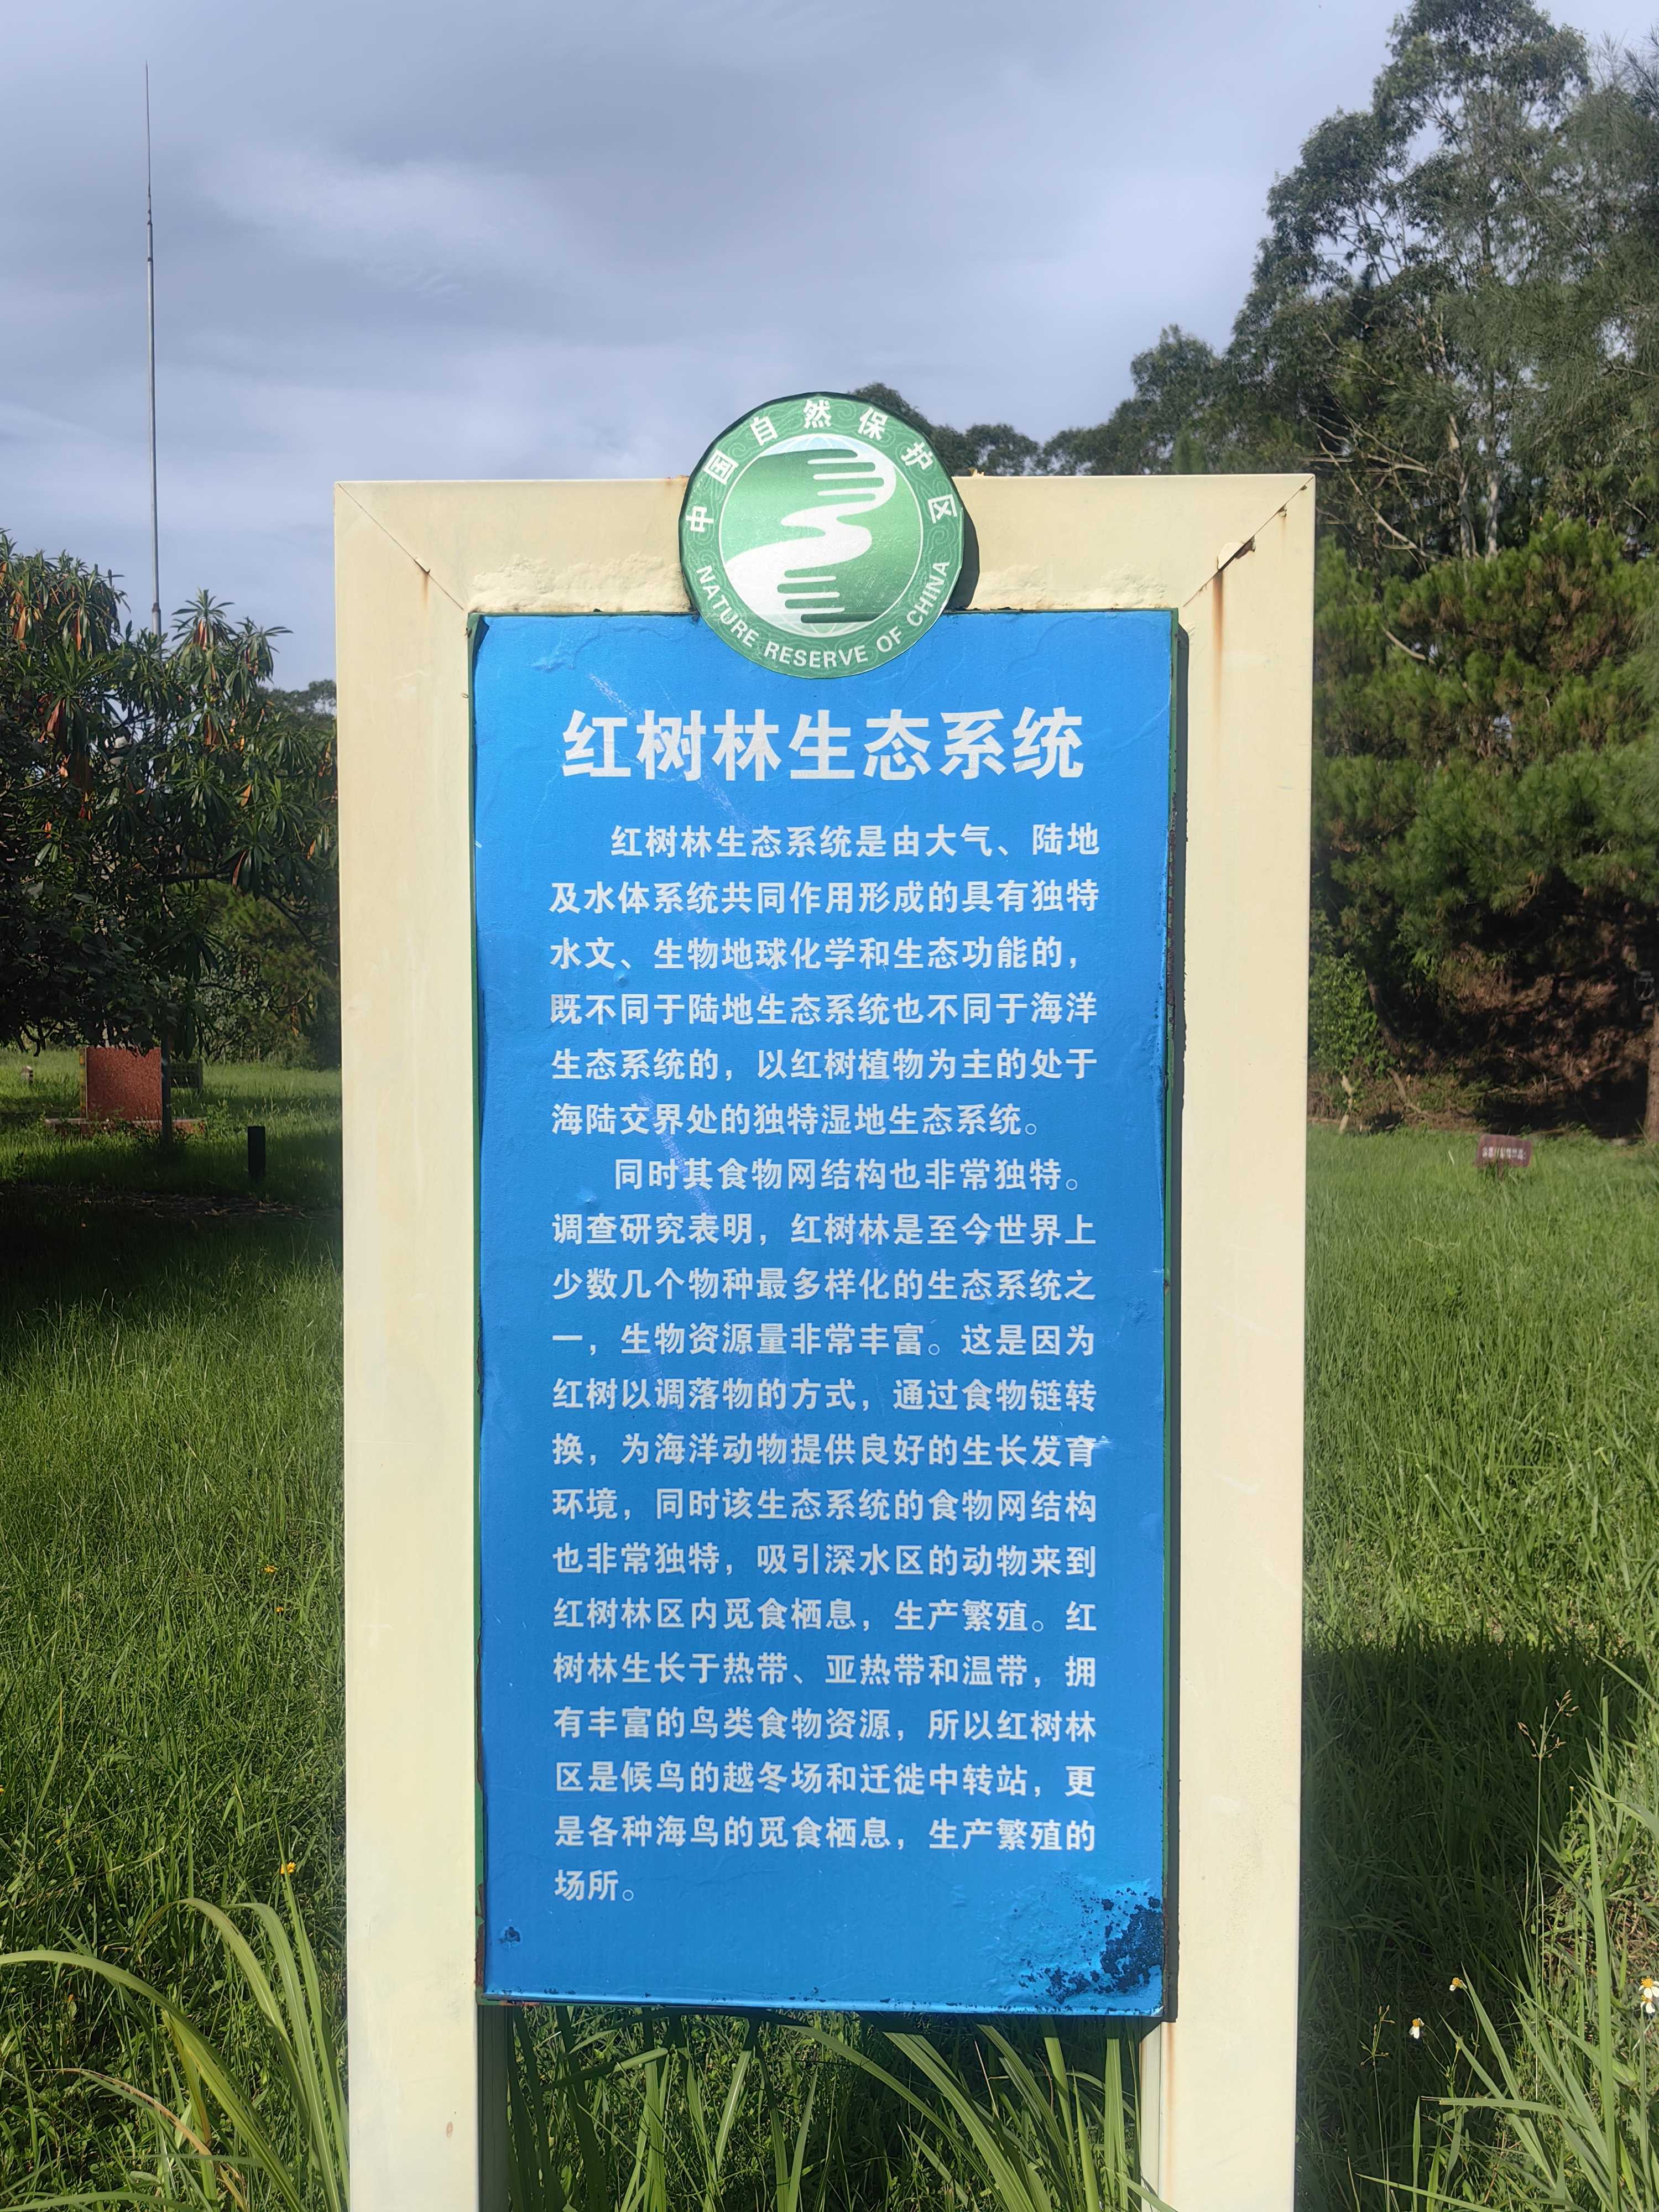 中国自然保护区
NATURE RESERVE OF CHINA
红树林生态系统
红树林生态系统是由大气、陆地
及水体系统共同作用形成的具有独特
水文、生物地球化学和生态功能的，
既不同于陆地生态系统也不同于海洋
生态系统的，以红树植物为主的处于
海陆交界处的独特湿地生态系统。
同时其食物网结构也非常独特。
调查研究表明，红树林是至今世界上
少数几个物种最多样化的生态系统之
一，生物资源量非常丰富。这是因为
红树以调落物的方式，通过食物链转
换，为海洋动物提供良好的生长发育
环境，同时该生态系统的食物网结构
也非常独特，吸引深水区的动物来到
红树林区内觅食栖息，生产繁殖。红
树林生长于热带、亚热带和温带，拥
有丰富的鸟类食物资源，所以红树林
区是候鸟的越冬场和迁徙中转站，更
是各种海鸟的觅食栖息，生产繁殖的
场所。